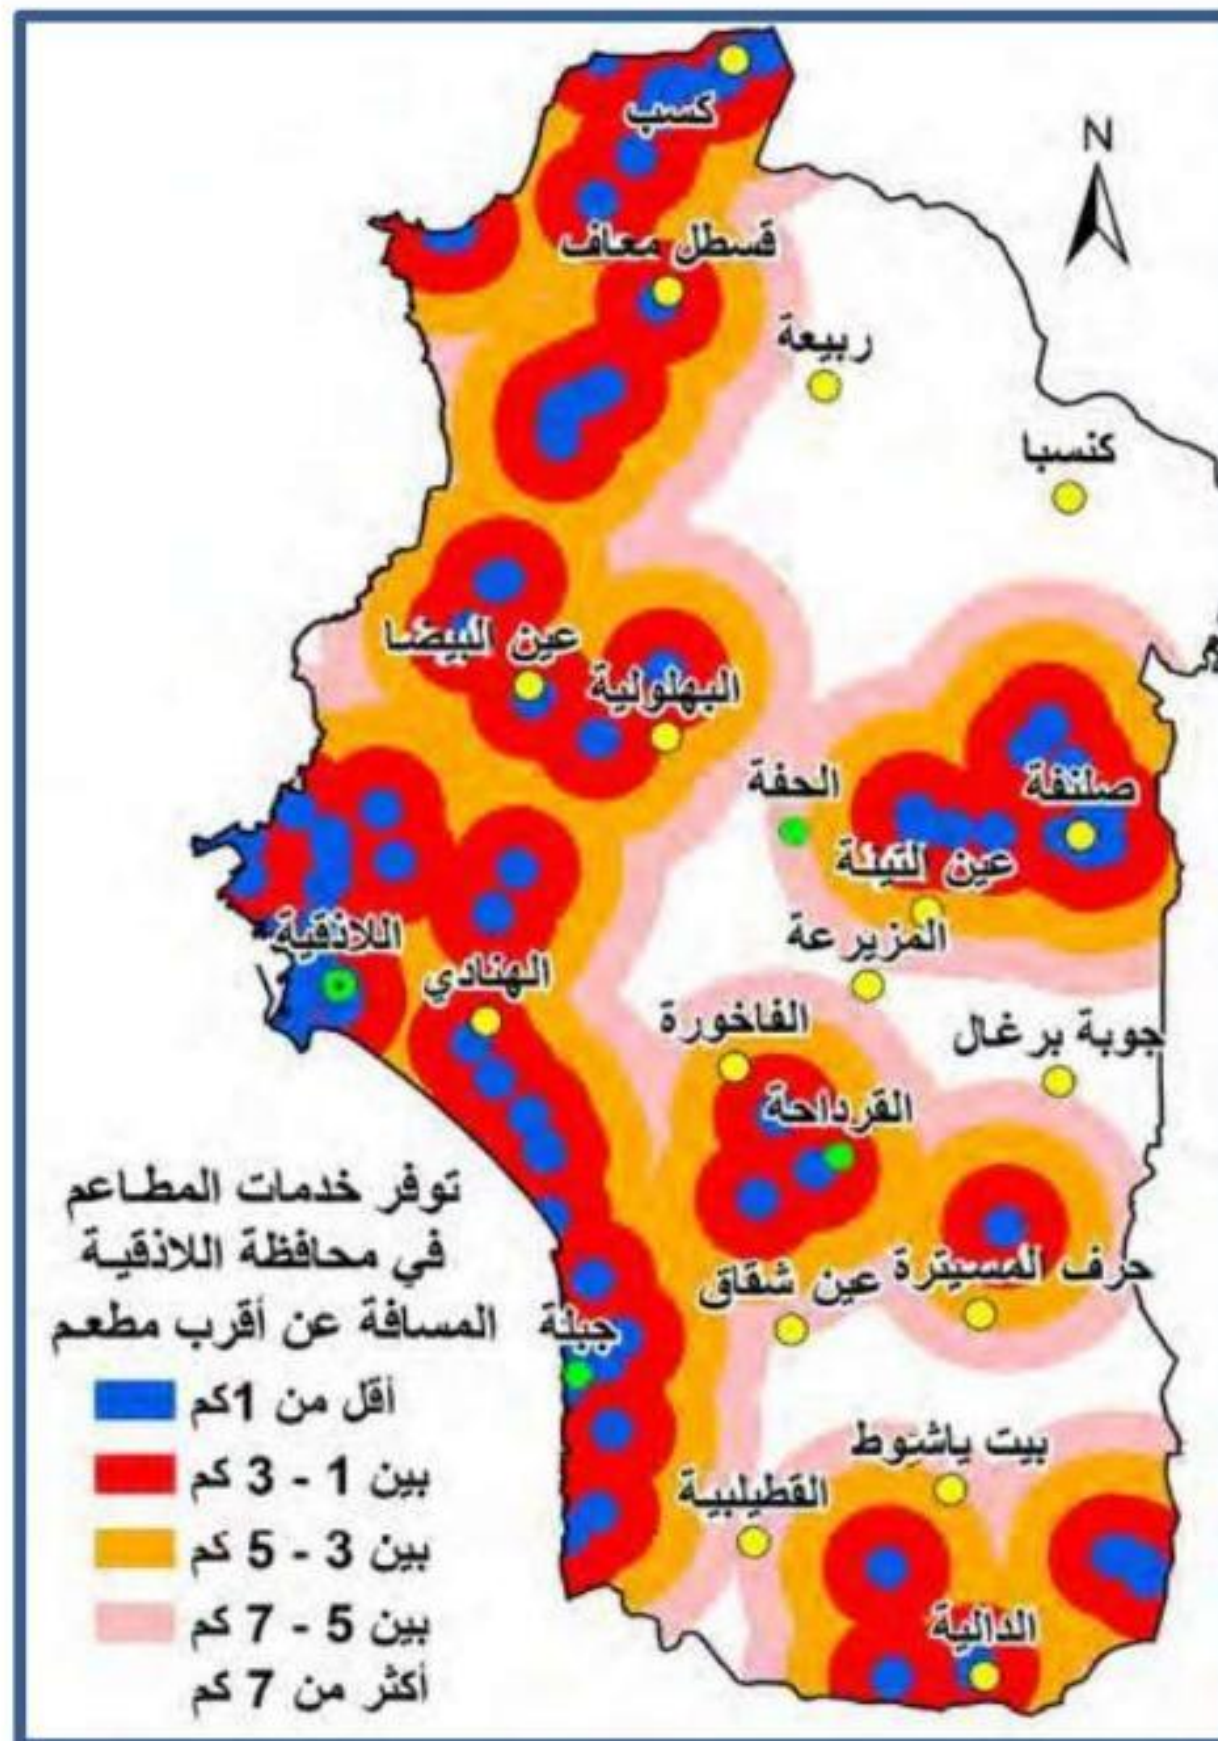 كسب
N
قسطل معاف
ربيعة
كنسبا
عين البيضا
البهلولية
الحفة
صلنفة
عين التينة
المزيرعة
اللاذقية
الهنادي
الفاخورة
جوبة برغال
القرداحة
حرف المسيترة
عين شقاق
جبلة
بيت ياشوط
القطيلبية
الدالية
توفر خدمات المطاعم
في محافظة اللاذقية
المسافة عن أقرب مطعم
أقل من 1كم
بين 1 - 3 كم
بين 3 - 5 كم
بين 5 - 7 كم
أكثر من 7 كم